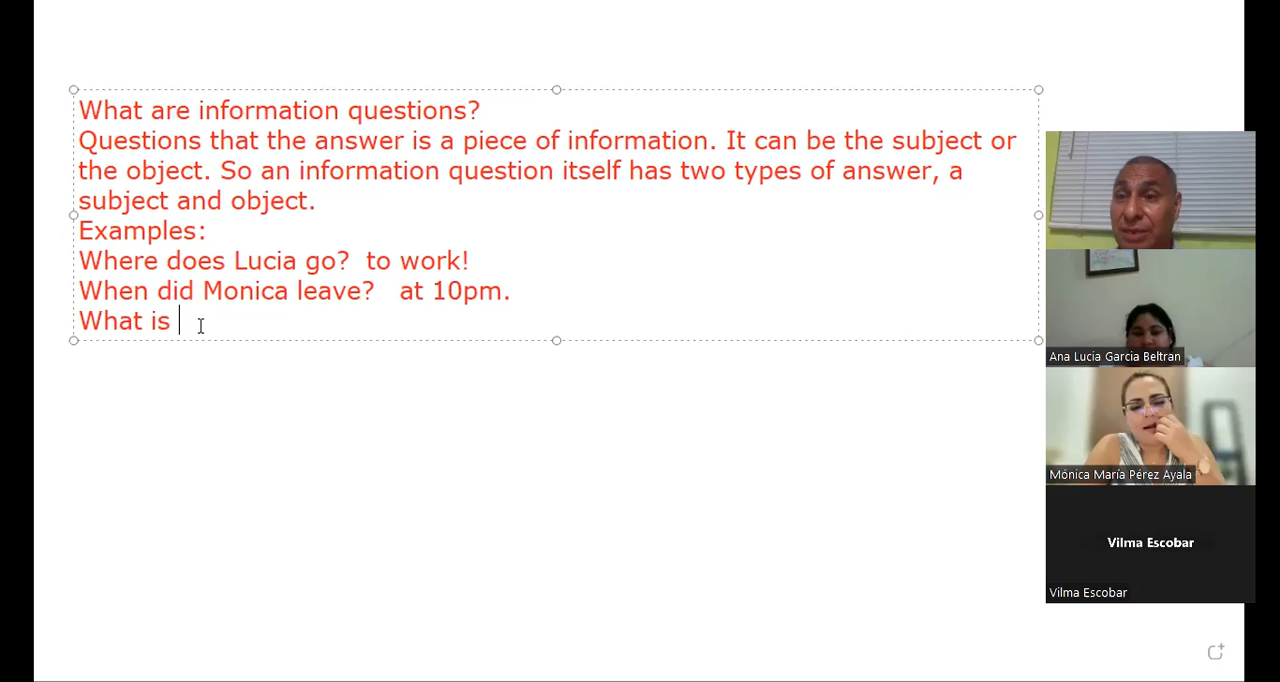 What are information questions?
Questions that the answer is a piece of information. It can be the subject or
the object. So an information question itself has two types of answer, a
subject and object.
Examples:
Where does Lucia go?  to work!
When did Monica leave?   at 10pm.
What is
Ana Lucia Garcia Beltran
Mónica María Pérez Ayala
Vilma Escobar
Vilma Escobar